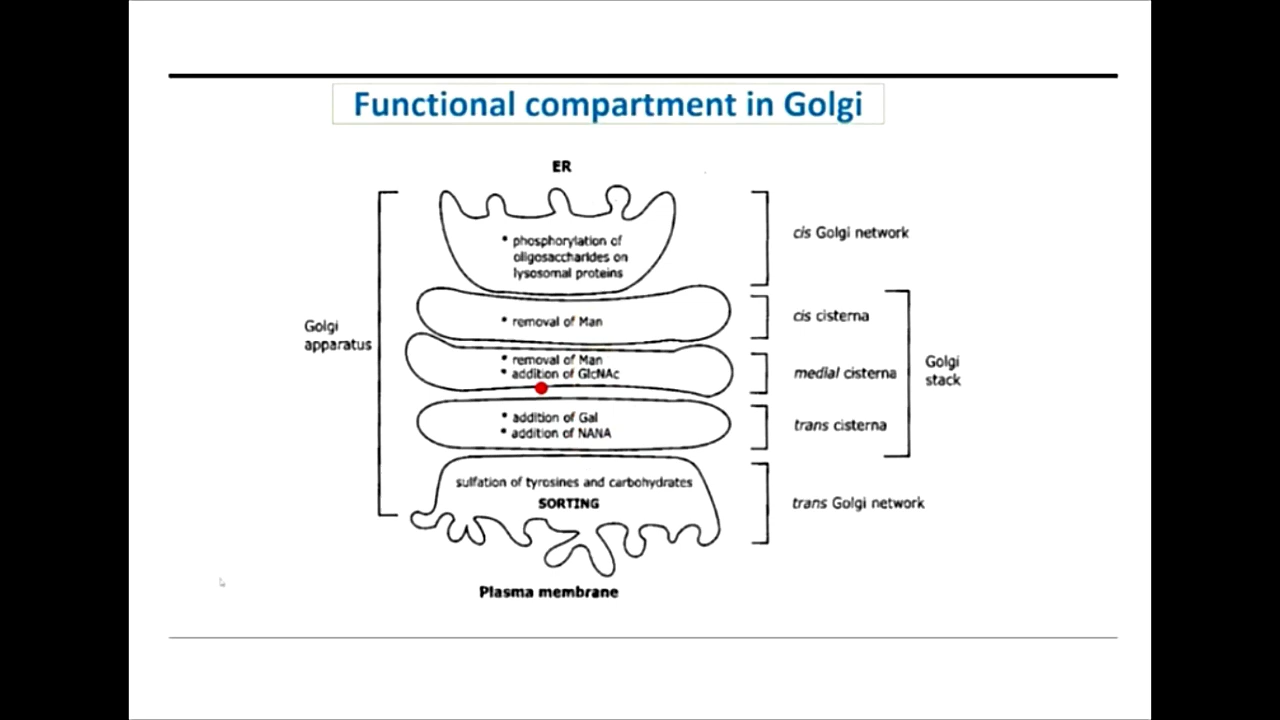 Functional compartment in Golgi
ER
• phosphorylation of
oligosaccharides on
lysosomal proteins
cis Golgi network
• removal of Man
cis cisterna
Golgi
apparatus
• removal of Man
• addition of GlcNAc
medial cisterna
Golgi
stack
• addition of Gal
• addition of NANA
trans cisterna
sulfation of tyrosines and carbohydrates
SORTING
trans Golgi network
Plasma membrane